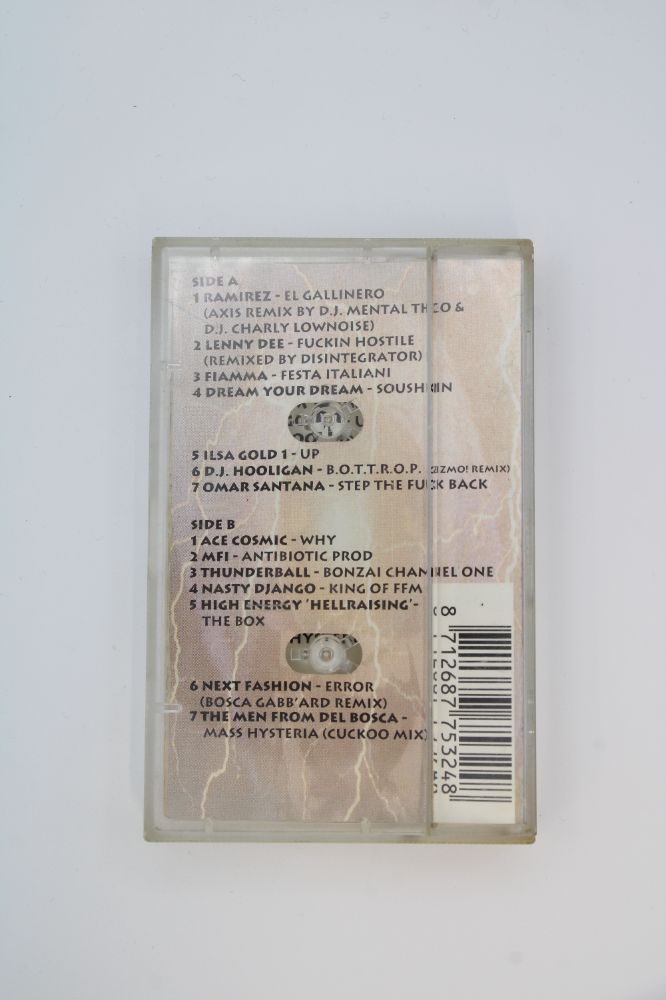 SIDE A
1 RAMIREZ - EL GALLINERO
(AXIS REMIX BY D.J. MENTAL THEO &
D.J. CHARLY LOWNOISE)
2 LENNY DEE - FUCKIN HOSTILE
(REMIXED BY DISINTEGRATOR)
3 FIAMMA - FESTA ITALIANI
4 DREAM YOUR DREAM -
5 ILSA GOLD 1 - UP
6 D.J. HOOLIGAN - B.O.T.T.R.O.P. (GIZMO! REMIX)
7 OMAR SANTANA - STEP THE FUCK BACK
SIDE B
1 ACE COSMIC - WHY
2 MFI - ANTIBIOTIC PROD
3 THUNDERBALL - BONZAI CHANNEL ONE
4 NASTY DJANGO - KING OF FFM
5 HIGH ENERGY 'HELLRAISING'-
THE BOX
6 NEXT FASHION - ERROR
(BOSCA GABB'ARD REMIX)
7 THE MEN FROM DEL BOSCA -
MASS HYSTERIA (CUCKOO MIX)
8 712687 753248